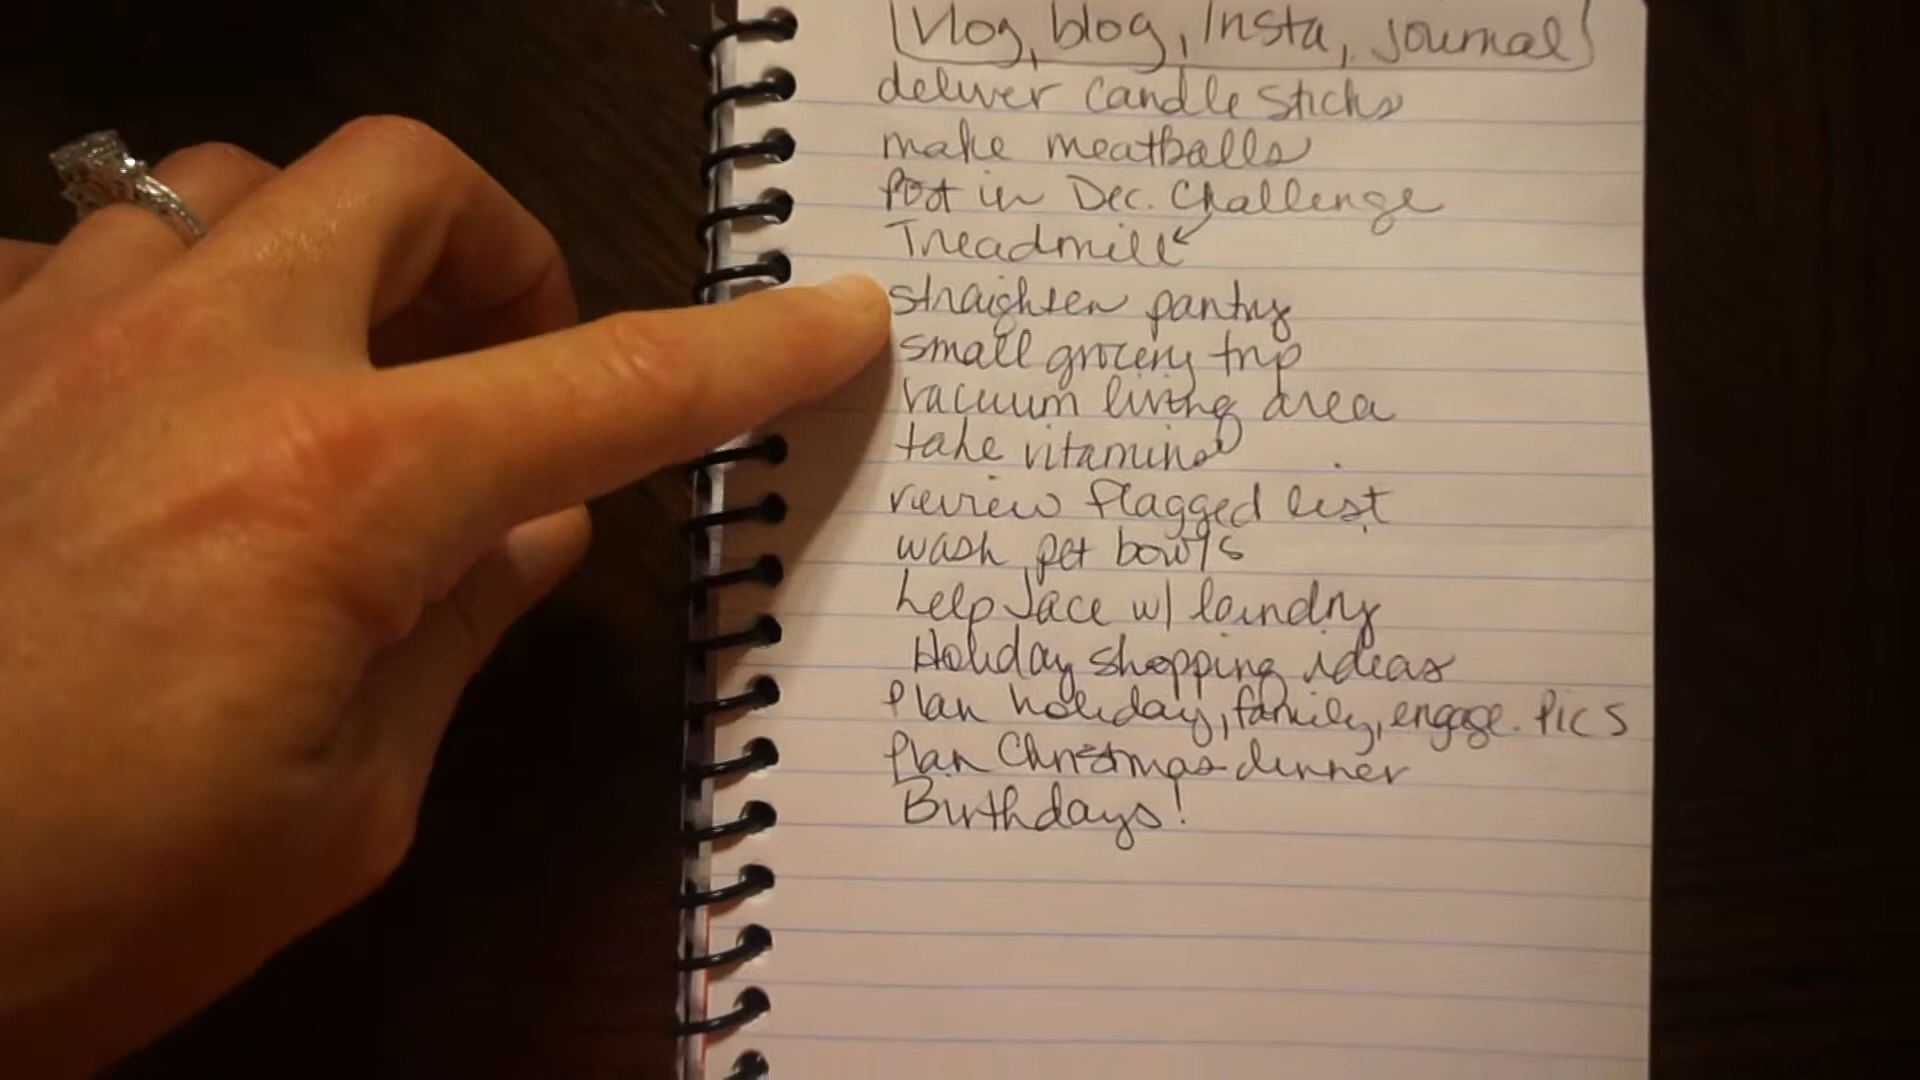 (Vlog, blog, Insta, journal)
deliver candle sticks
make meatballs
Post in Dec. Challenge
Treadmill
straighten pantry
small grocery trip
vacuum living area
take vitamins
review flagged list
wash pet bowls
help Jace w/ laundry
Holiday shopping ideas
Plan holiday, family, engage. Pics
Plan Christmas dinner
Birthdays!